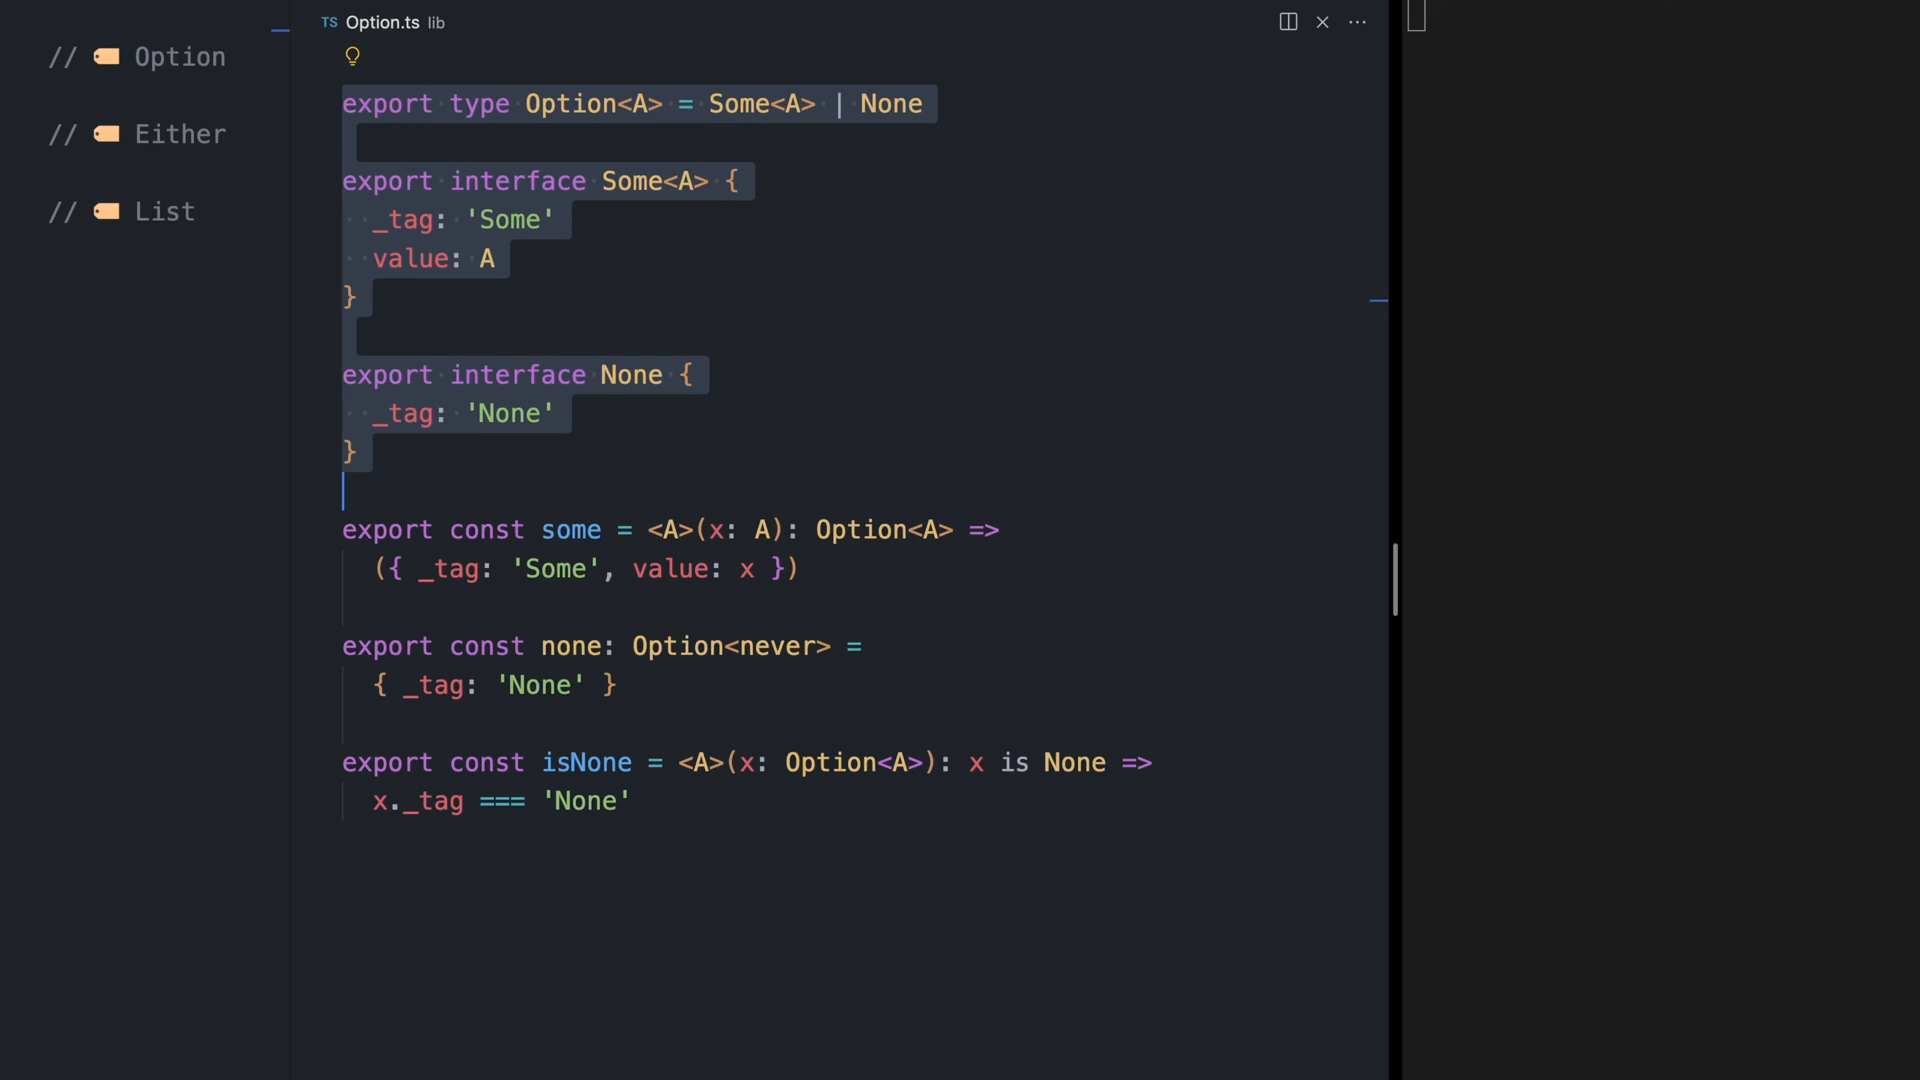 // 🏷 Option
// 🏷 Either
// 🏷 List
TS Option.ts lib
export type Option<A> = Some<A> | None
export interface Some<A> {
  _tag: 'Some'
  value: A
}
export interface None {
  _tag: 'None'
}
export const some = <A>(x: A): Option<A> =>
  ({ _tag: 'Some', value: x })
export const none: Option<never> =
  { _tag: 'None' }
export const isNone = <A>(x: Option<A>): x is None =>
  x._tag === 'None'